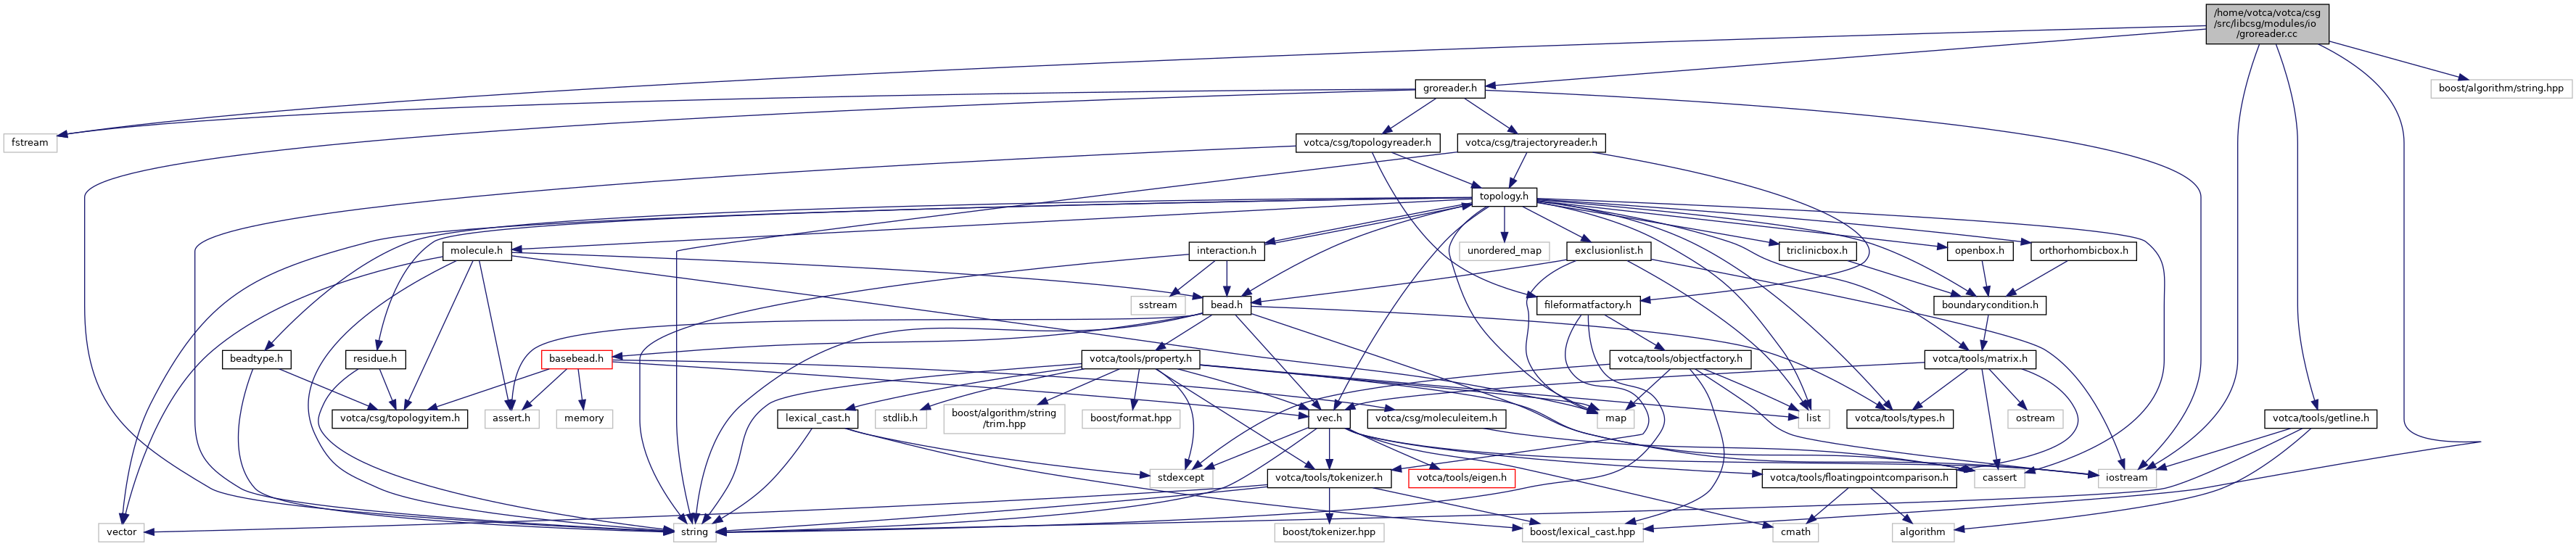 /home/votca/votca/csg
/src/libcsg/modules/io
/groreader.cc
groreader.h
boost/algorithm/string.hpp
fstream
votca/csg/topologyreader.h
votca/csg/trajectoryreader.h
topology.h
molecule.h
interaction.h
unordered_map
exclusionlist.h
triclinicbox.h
openbox.h
orthorhombicbox.h
sstream
bead.h
fileformatfactory.h
boundarycondition.h
beadtype.h
residue.h
basebead.h
votca/tools/property.h
votca/tools/objectfactory.h
votca/tools/matrix.h
votca/csg/topologyitem.h
assert.h
memory
lexical_cast.h
stdlib.h
boost/algorithm/string
/trim.hpp
boost/format.hpp
vec.h
votca/csg/moleculeitem.h
map
list
votca/tools/types.h
ostream
votca/tools/getline.h
stdexcept
votca/tools/tokenizer.h
votca/tools/eigen.h
votca/tools/floatingpointcomparison.h
cassert
iostream
vector
string
boost/tokenizer.hpp
boost/lexical_cast.hpp
cmath
algorithm